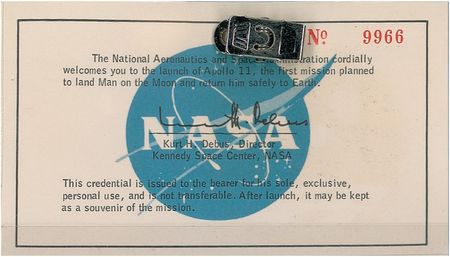 Nº 9966
The National Aeronautics and Space Administration cordially
welcomes you to the launch of Apollo 11, the first mission planned
to land Man on the Moon and return him safely to Earth.
NASA
Kurt H. Debus
Kurt H. Debus, Director
Kennedy Space Center, NASA
This credential is issued to the bearer for his sole, exclusive,
personal use, and is not transferable. After launch, it may be kept
as a souvenir of the mission.